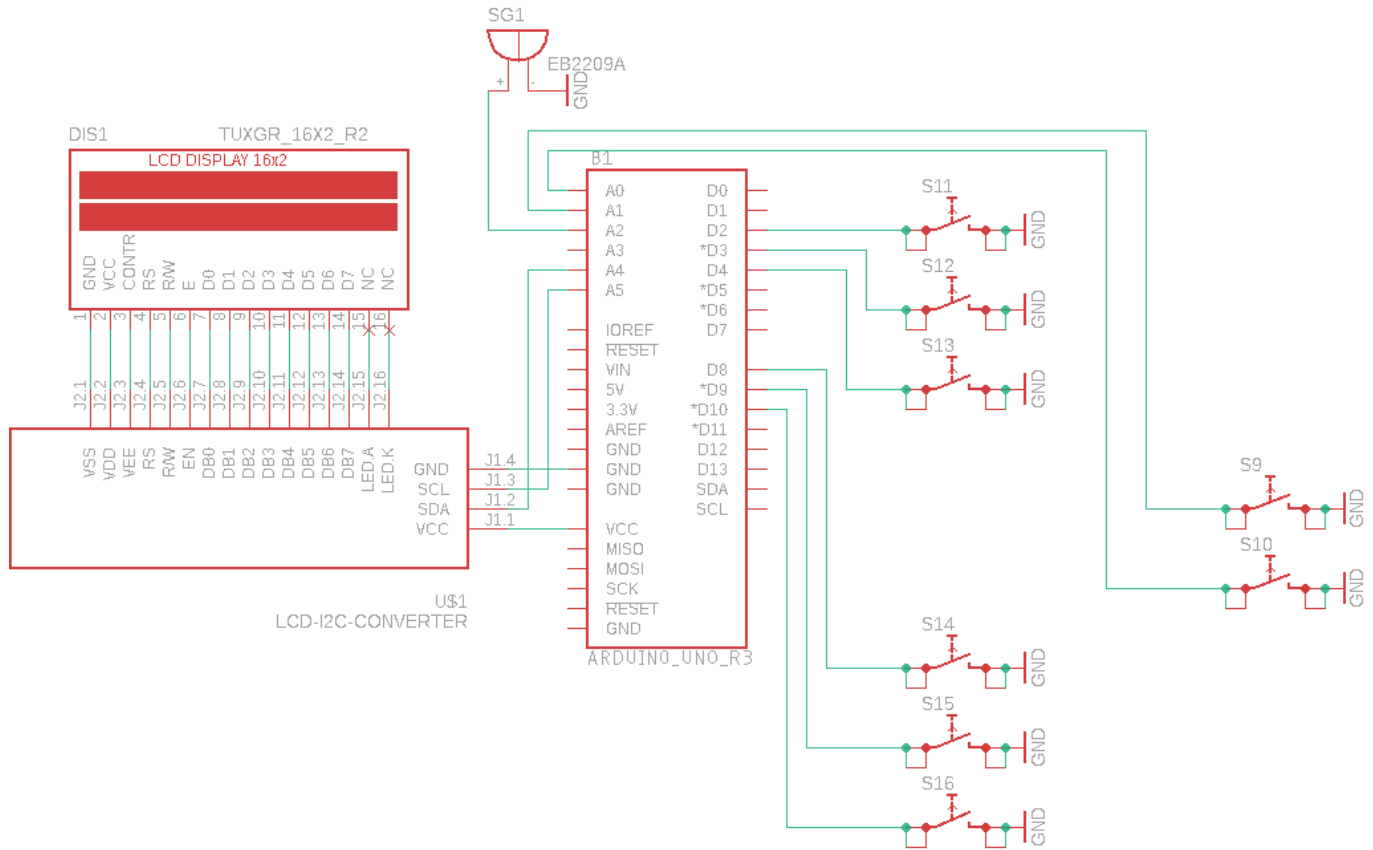 SG1
EB2209A
+ -
GND
DIS1 TUXGR_16X2_R2
LCD DISPLAY 16x2
GND VCC CONTR RS R/W E D0 D1 D2 D3 D4 D5 D6 D7 NC NC
1 2 3 4 5 6 7 8 9 10 11 12 13 14 15 16
J2.1 J2.2 J2.3 J2.4 J2.5 J2.6 J2.7 J2.8 J2.9 J2.10 J2.11 J2.12 J2.13 J2.14 J2.15 J2.16
VSS VDD VEE RS R/W EN DB0 DB1 DB2 DB3 DB4 DB5 DB6 DB7 LED.A LED.K
GND J1.4
SCL J1.3
SDA J1.2
VCC J1.1
U$1
LCD-I2C-CONVERTER
B1
A0 D0
A1 D1
A2 D2
A3 *D3
A4 D4
A5 *D5
*D6
IOREF D7
RESET
VIN D8
5V *D9
3.3V *D10
AREF *D11
GND D12
GND D13
GND SDA
SCL
VCC
MISO
MOSI
SCK
RESET
GND
ARDUINO_UNO_R3
S11
GND
S12
GND
S13
GND
S9
GND
S10
GND
S14
GND
S15
GND
S16
GND